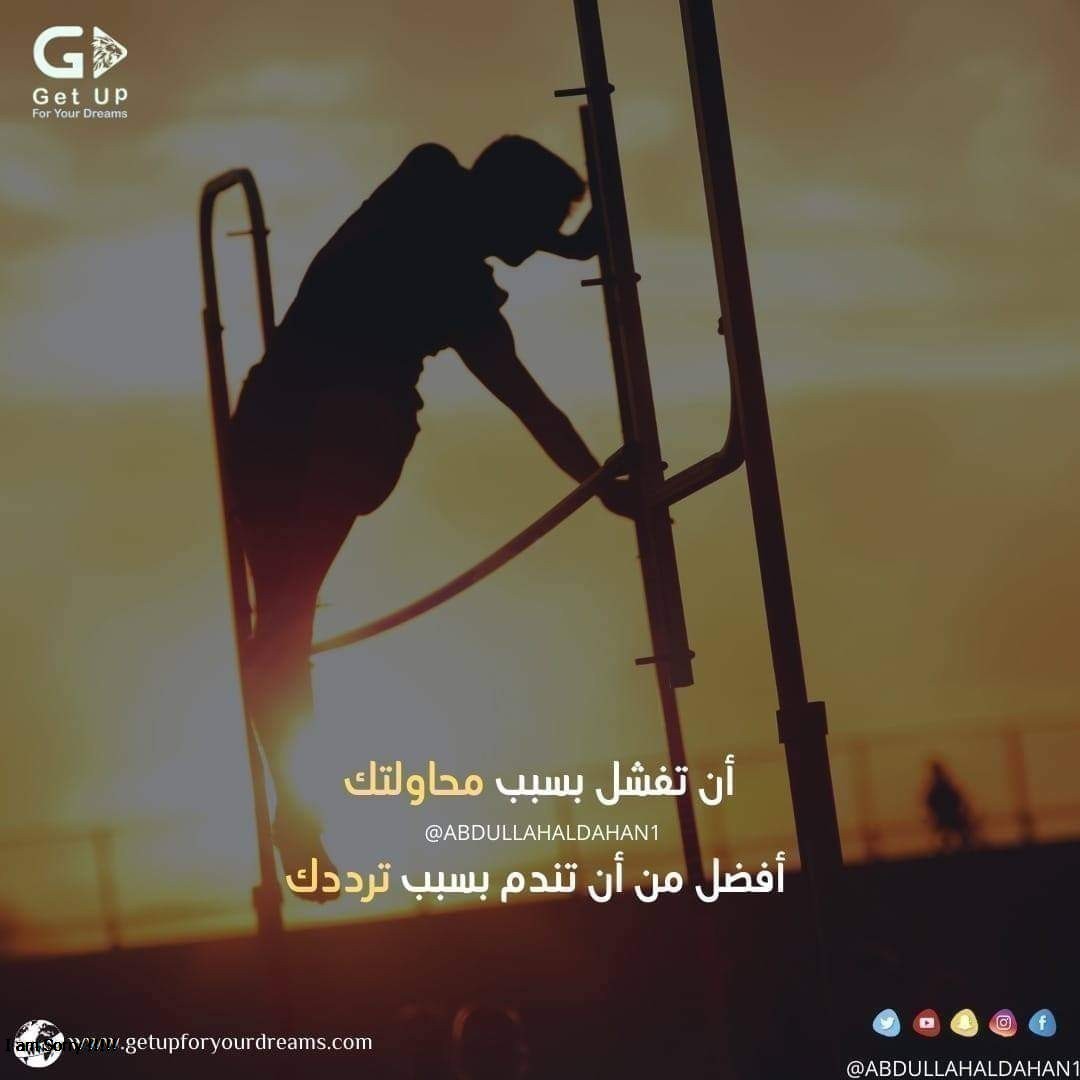 Get Up
For Your Dreams
أن تفشل بسبب محاولتك
@ABDULLAHALDAHAN1
أفضل من أن تندم بسبب ترددك
www.getupforyourdreams.com
@ABDULLAHALDAHAN1